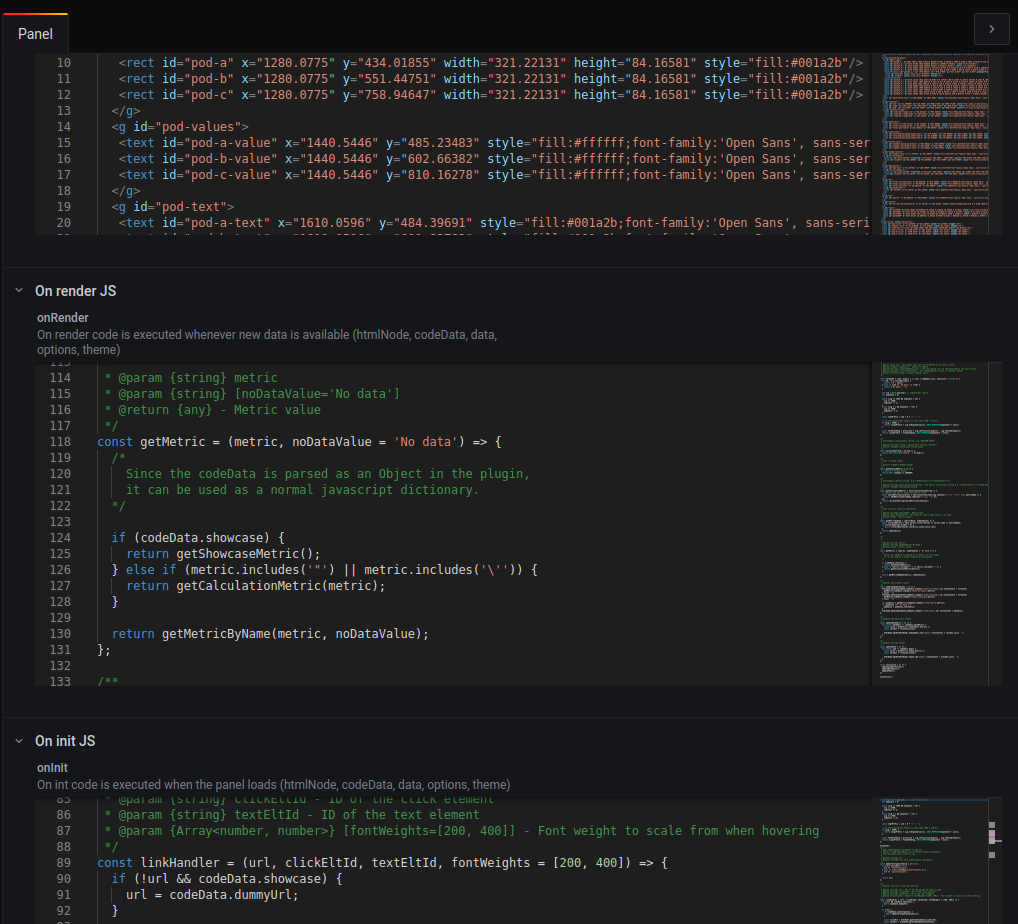 Panel
10 <rect id="pod-a" x="1280.0775" y="434.01855" width="321.22131" height="84.16581" style="fill:#001a2b"/>
11 <rect id="pod-b" x="1280.0775" y="551.44751" width="321.22131" height="84.16581" style="fill:#001a2b"/>
12 <rect id="pod-c" x="1280.0775" y="758.94647" width="321.22131" height="84.16581" style="fill:#001a2b"/>
13 </g>
14 <g id="pod-values">
15 <text id="pod-a-value" x="1440.5446" y="485.23483" style="fill:#ffffff;font-family:'Open Sans', sans-ser
16 <text id="pod-b-value" x="1440.5446" y="602.66382" style="fill:#ffffff;font-family:'Open Sans', sans-ser
17 <text id="pod-c-value" x="1440.5446" y="810.16278" style="fill:#ffffff;font-family:'Open Sans', sans-ser
18 </g>
19 <g id="pod-text">
20 <text id="pod-a-text" x="1610.0596" y="484.39691" style="fill:#001a2b;font-family:'Open Sans', sans-seri
On render JS
onRender
On render code is executed whenever new data is available (htmlNode, codeData, data,
options, theme)
113
114 * @param {string} metric
115 * @param {string} [noDataValue='No data']
116 * @return {any} - Metric value
117 */
118 const getMetric = (metric, noDataValue = 'No data') => {
119 /*
120 Since the codeData is parsed as an Object in the plugin,
121 it can be used as a normal javascript dictionary.
122 */
123
124 if (codeData.showcase) {
125 return getShowcaseMetric();
126 } else if (metric.includes('"') || metric.includes('\'')) {
127 return getCalculationMetric(metric);
128 }
129
130 return getMetricByName(metric, noDataValue);
131 };
132
133 /**
On init JS
onInit
On int code is executed when the panel loads (htmlNode, codeData, data, options, theme)
85 * @param {string} clickEltId - ID of the click element
86 * @param {string} textEltId - ID of the text element
87 * @param {Array<number, number>} [fontWeights=[200, 400]] - Font weight to scale from when hovering
88 */
89 const linkHandler = (url, clickEltId, textEltId, fontWeights = [200, 400]) => {
90 if (!url && codeData.showcase) {
91 url = codeData.dummyUrl;
92 }